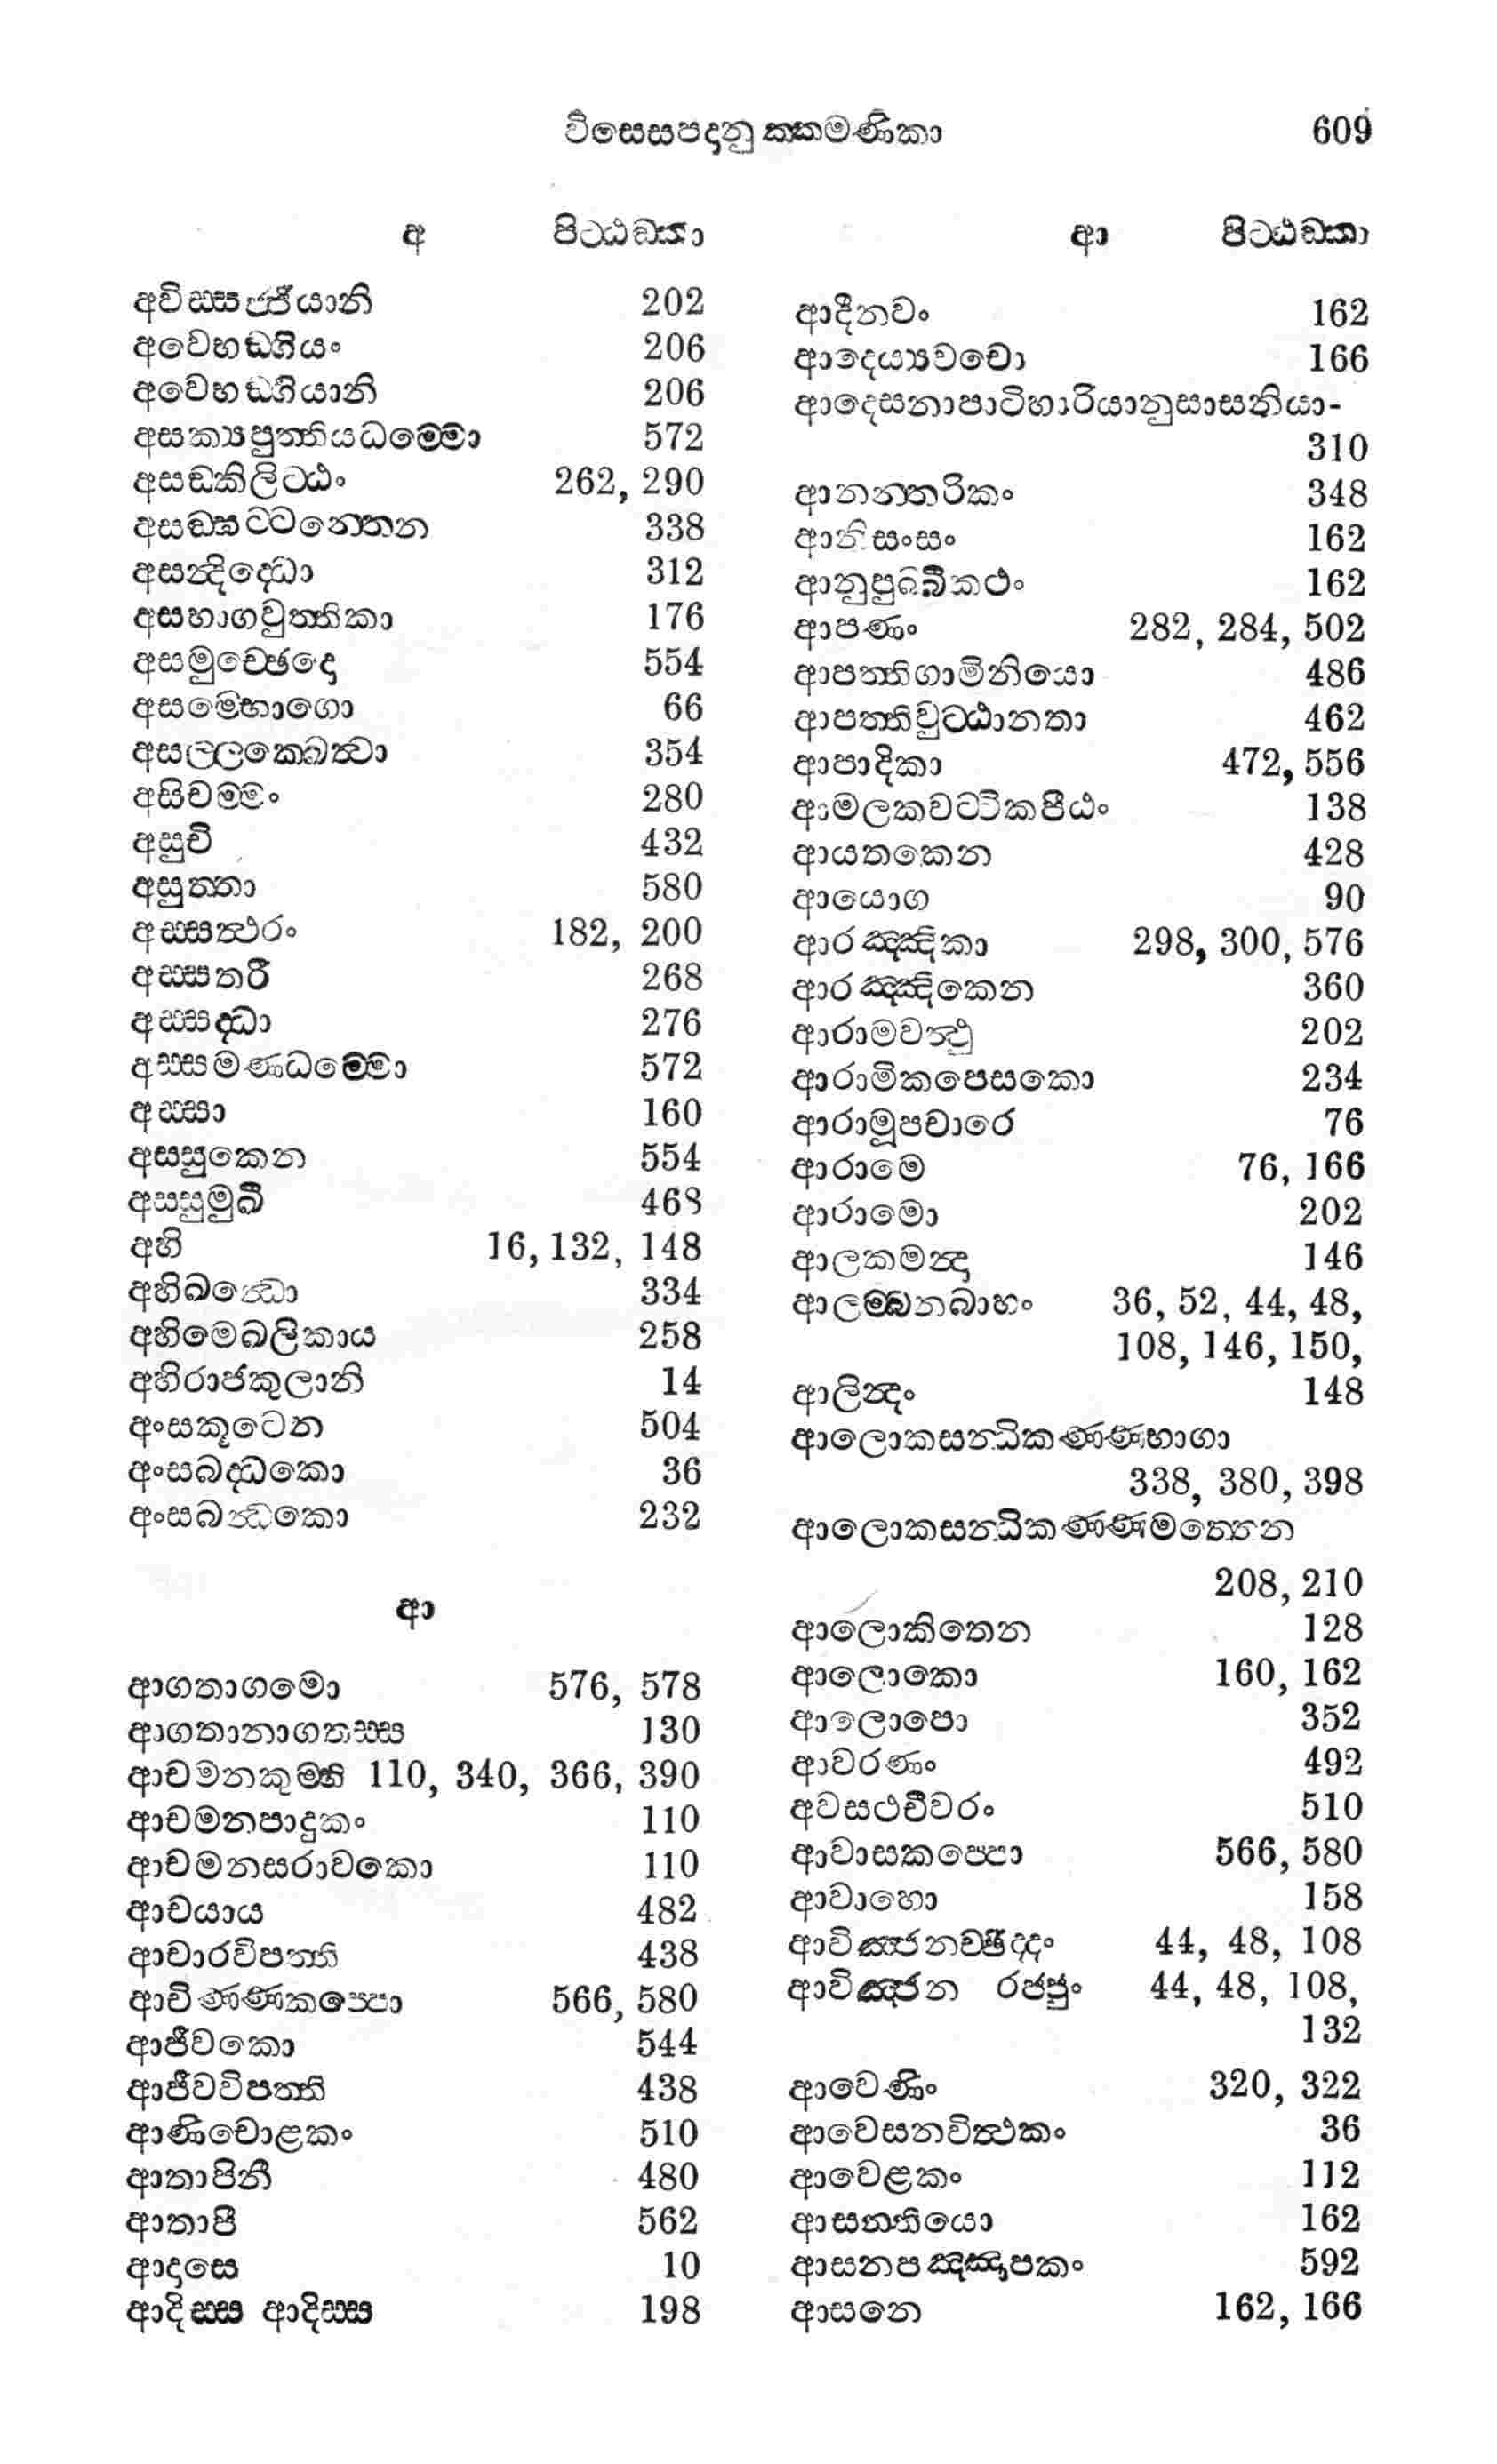 විසෙසපදානුක්කමණිකා 609
අ පිට්ඨඞ්කා
අවිස්සජ්ජියානි 202
අවෙභඞ්ගියං 206
අවෙභඞ්ගියානි 206
අසක්‍යපුත්තියධම්මො 572
අසඞ්කිලිට්ඨං 262, 290
අසඞ්ඝට්ටන්තෙන 338
අසන්දිද්ධො 312
අසභාගවුත්තිකා 176
අසමුච්ඡෙදො 554
අසම්භොගො 66
අසල්ලක්ඛෙත්වා 354
අසිචම්මං 280
අසුචි 432
අසුත්තා 580
අස්සත්ථරං 182, 200
අස්සතරී 268
අස්සද්ධා 276
අස්සමණධම්මො 572
අස්සා 160
අස්සුකෙන 554
අස්සුමුඛී 468
අහි 16, 132, 148
අහිඛන්ධො 334
අහිමෙඛලිකාය 258
අහිරාජකුලානි 14
අංසකූටෙන 504
අංසබද්ධකො 36
අංසබන්ධකො 232
ආ
ආගතාගමො 576, 578
ආගතානාගතස්ස 130
ආචමනකුම්භි 110, 340, 366, 390
ආචමනපාදුකං 110
ආචමනසරාවකො 110
ආචයාය 482
ආචාරවිපත්ති 438
ආචිණ්ණකප්පො 566, 580
ආජීවකො 544
ආජීවවිපත්ති 438
ආණිචොළකං 510
ආතාපිනී 480
ආතාපී 562
ආදාසෙ 10
ආදිස්ස ආදිස්ස 198
ආ පිට්ඨඞ්කා
ආදීනවං 162
ආදෙය්‍යවචො 166
ආදෙසනාපාටිහාරියානුසාසනියා-
310
ආනන්තරිකං 348
ආනිසංසං 162
ආනුපුබ්බීකථං 162
ආපණං 282, 284, 502
ආපත්තිගාමිනියො 486
ආපත්තිවුට්ඨානතා 462
ආපාදිකා 472, 556
ආමලකවට්ටිකපීඨං 138
ආයතකෙන 428
ආයොග 90
ආරඤ්ඤිකා 298, 300, 576
ආරඤ්ඤිකෙන 360
ආරාමවත්ථු 202
ආරාමිකපෙසකො 234
ආරාමූපචාරෙ 76
ආරාමෙ 76, 166
ආරාමො 202
ආලකමන්දා 146
ආලම්බනබාහං 36, 52, 44, 48,
108, 146, 150,
ආලින්දං 148
ආලොකසන්ධිකණ්ණභාගා
338, 380, 398
ආලොකසන්ධිකණ්ණමත්තෙන
208, 210
ආලොකිතෙන 128
ආලොකො 160, 162
ආලොපො 352
ආවරණං 492
අවසථචීවරං 510
ආවාසකප්පො 566, 580
ආවාහො 158
ආවිඤ්ජනච්ඡිද්දං 44, 48, 108
ආවිඤ්ජන රජ්ජුං 44, 48, 108,
132
ආවෙණිං 320, 322
ආවෙසනවිත්ථකං 36
ආවෙළකං 112
ආසත්තියො 162
ආසනපඤ්ඤාපකං 592
ආසනෙ 162, 166